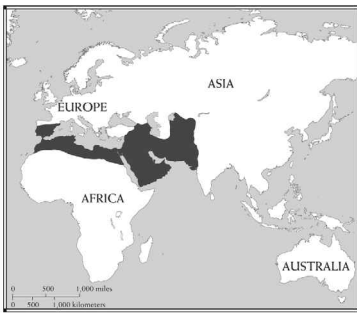 ASIA
EUROPE
AFRICA
AUSTRALIA
0 500 1,000 miles
0 500 1,000 kilometers